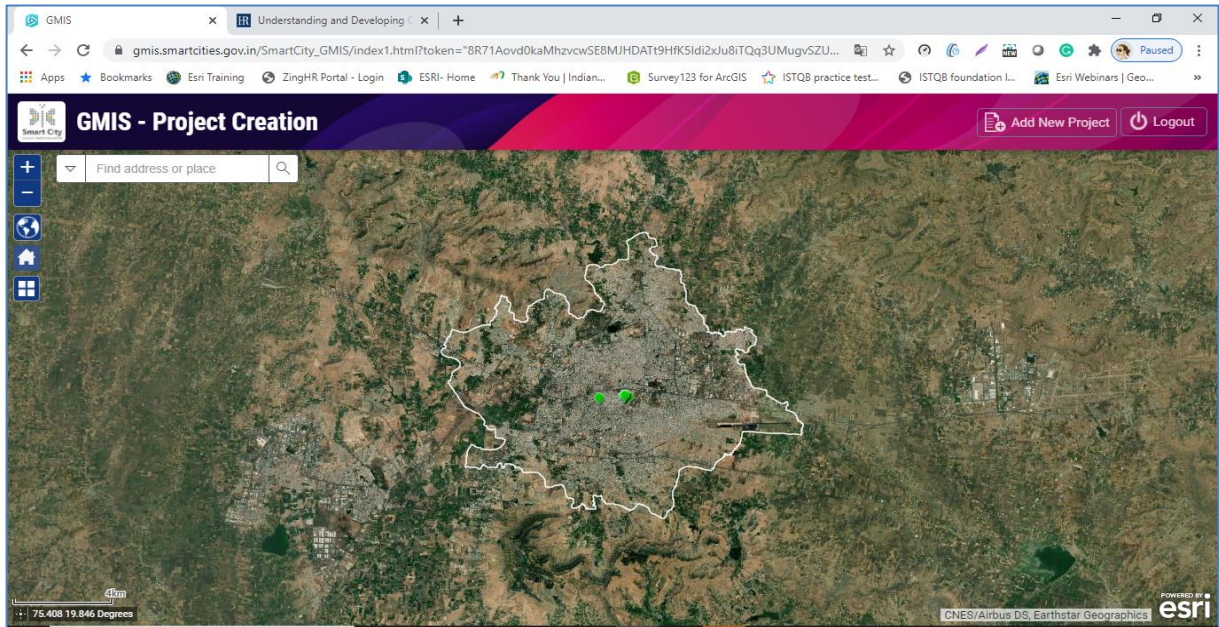 GMIS
Understanding and Developing C
gmis.smartcities.gov.in/SmartCity_GMIS/index1.html?token="8R71Aovd0kaMhzvcwSE8MJHDATt9HfK5Idi2xJu8iTQq3UMugvSZU...
NEW
Paused
Apps Bookmarks Esri Training ZingHR Portal - Login ESRI- Home Thank You | Indian... Survey123 for ArcGIS ISTQB practice test... ISTQB foundation l... Esri Webinars | Geo...
Smart City
GMIS - Project Creation
Add New Project
Logout
Find address or place
4km
75.408 19.846 Degrees
CNES/Airbus DS, Earthstar Geographics
POWERED BY
esri